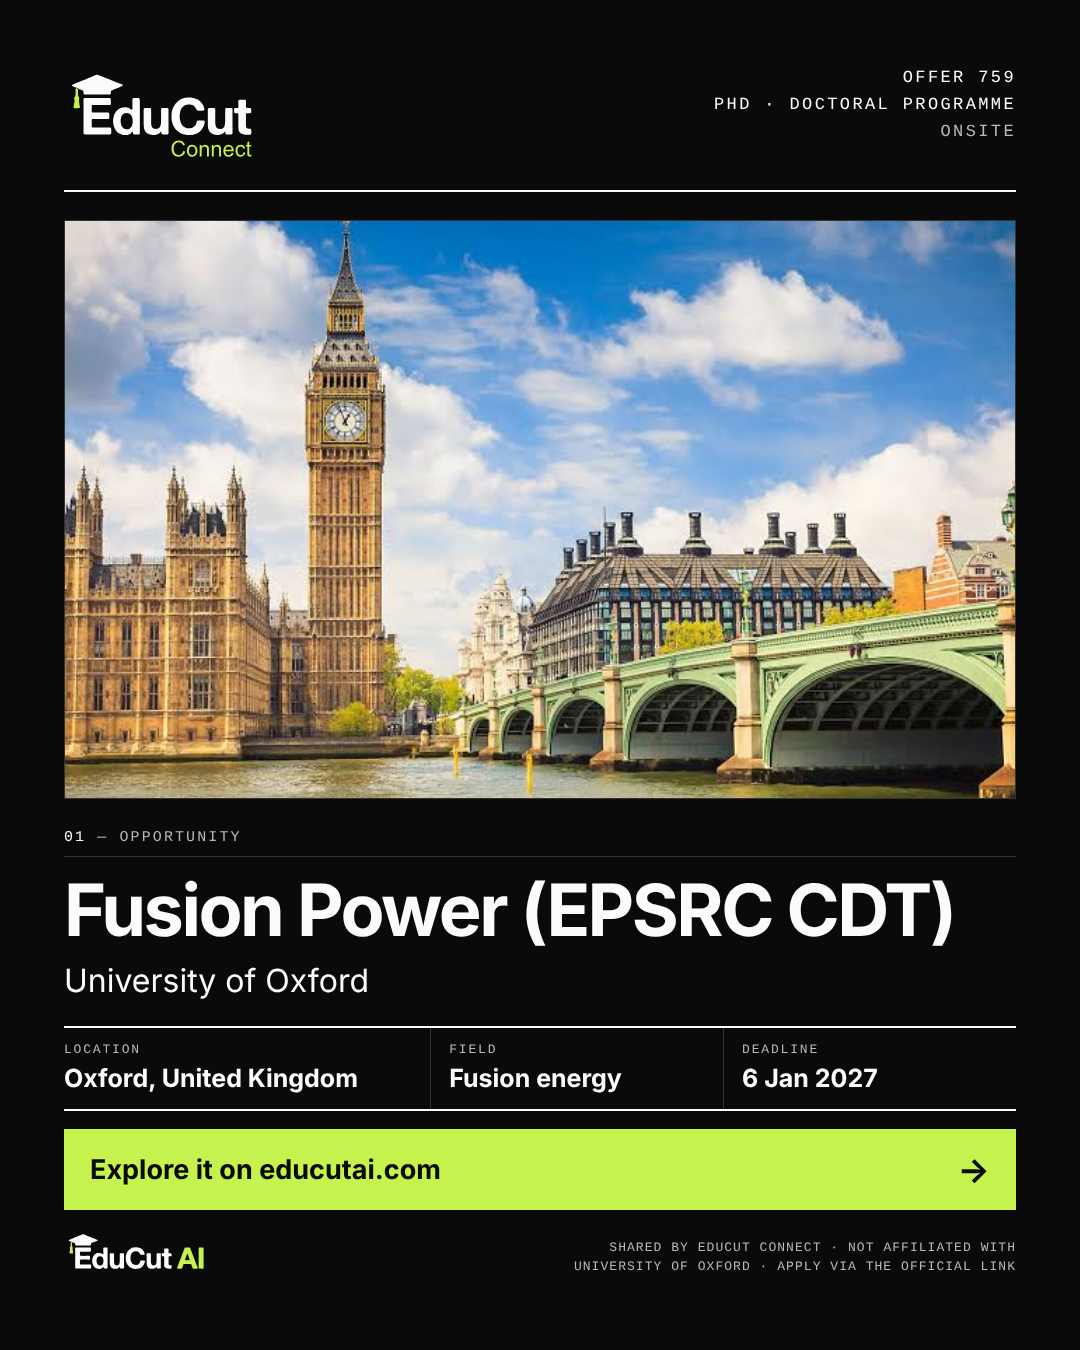 EduCut
Connect
OFFER 759
PHD · DOCTORAL PROGRAMME
ONSITE
01 — OPPORTUNITY
Fusion Power (EPSRC CDT)
University of Oxford
LOCATION
Oxford, United Kingdom
FIELD
Fusion energy
DEADLINE
6 Jan 2027
Explore it on educutai.com →
EduCut AI
SHARED BY EDUCUT CONNECT · NOT AFFILIATED WITH
UNIVERSITY OF OXFORD · APPLY VIA THE OFFICIAL LINK